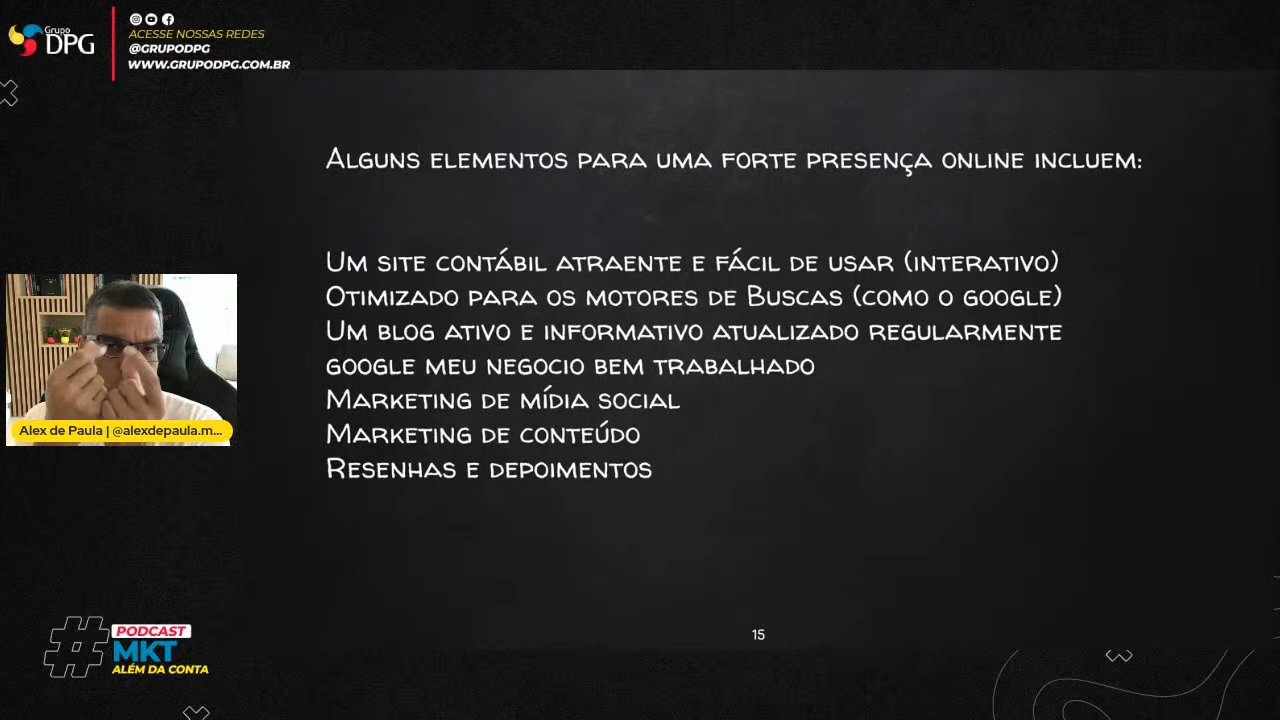 Grupo
DPG
ACESSE NOSSAS REDES
@GRUPODPG
WWW.GRUPODPG.COM.BR
Alguns elementos para uma forte presença online incluem:
Um site contábil atraente e fácil de usar (interativo)
Otimizado para os motores de Buscas (como o google)
Um blog ativo e informativo atualizado regularmente
google meu negocio bem trabalhado
Marketing de mídia social
Marketing de conteúdo
Resenhas e depoimentos
Alex de Paula | @alexdepaula.m...
15
# PODCAST
MKT
ALÉM DA CONTA